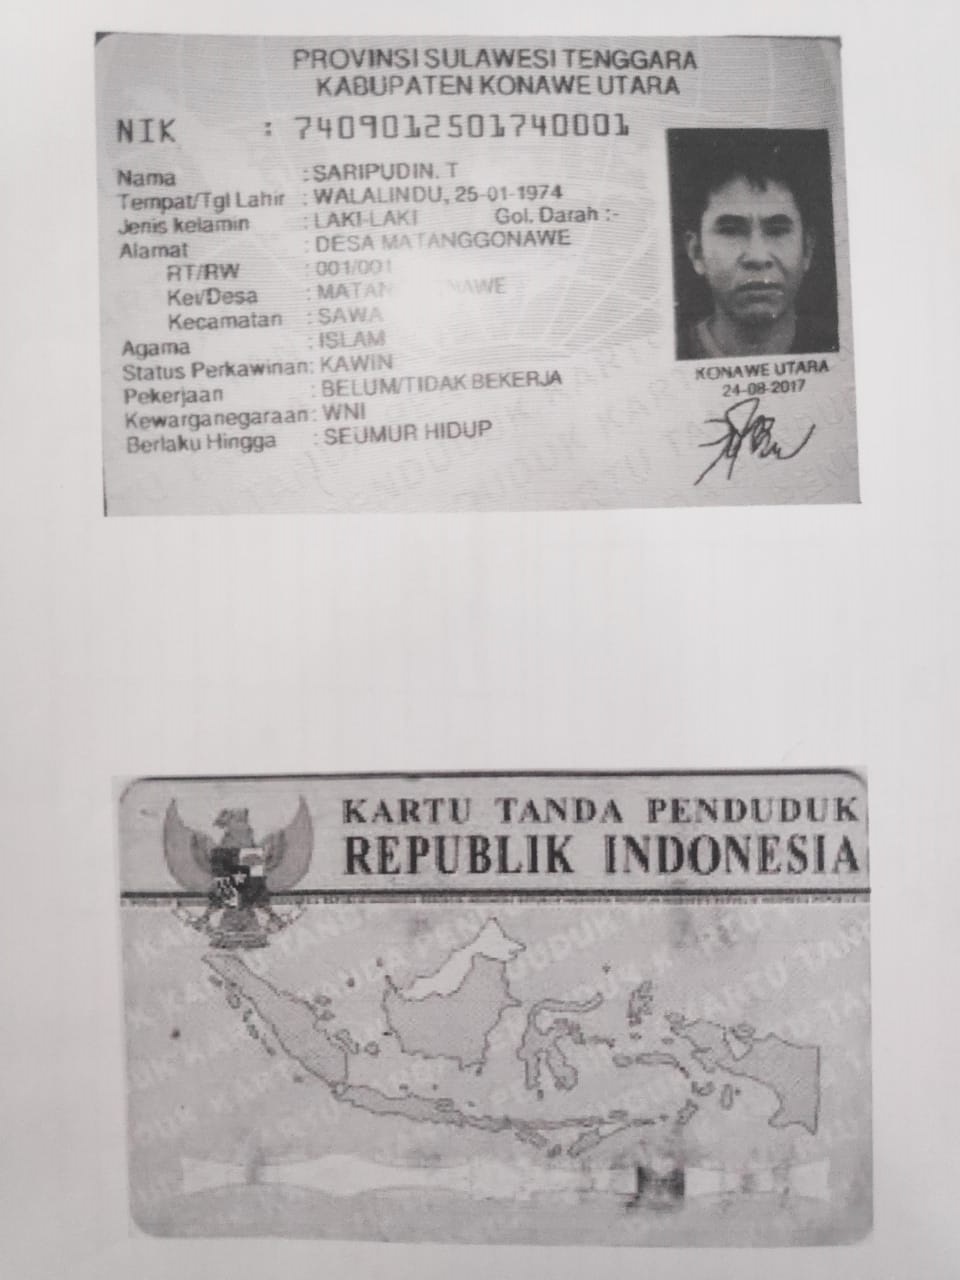 PROVINSI SULAWESI TENGGARA
KABUPATEN KONAWE UTARA
NIK : 7409012501740001
Nama : SARIPUDIN. T
Tempat/Tgl Lahir : WALALINDU, 25-01-1974
Jenis kelamin : LAKI-LAKI Gol. Darah :-
Alamat : DESA MATANGGONAWE
RT/RW : 001/001
Kel/Desa : MATAN NAWE
Kecamatan : SAWA
Agama : ISLAM
Status Perkawinan: KAWIN
Pekerjaan : BELUM/TIDAK BEKERJA
Kewarganegaraan: WNI
Berlaku Hingga : SEUMUR HIDUP
KONAWE UTARA
24-08-2017
KARTU TANDA PENDUDUK
REPUBLIK INDONESIA